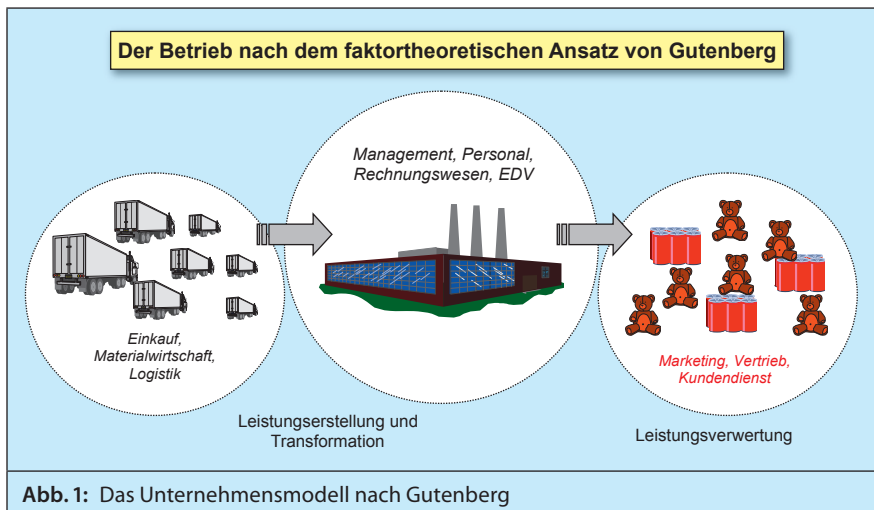 Der Betrieb nach dem faktortheoretischen Ansatz von Gutenberg
Management, Personal,
Rechnungswesen, EDV
Einkauf,
Materialwirtschaft,
Logistik
Marketing, Vertrieb,
Kundendienst
Leistungserstellung und
Transformation
Leistungsverwertung
Abb. 1: Das Unternehmensmodell nach Gutenberg